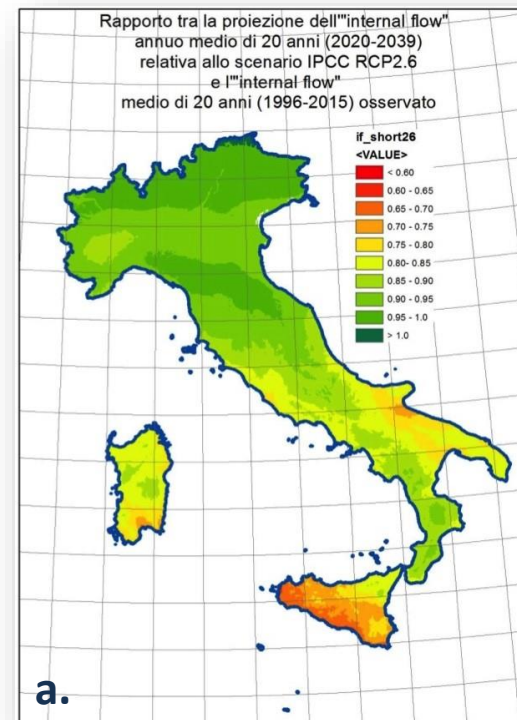 Rapporto tra la proiezione dell'"internal flow"
annuo medio di 20 anni (2020-2039)
relativa allo scenario IPCC RCP2.6
e l'"internal flow"
medio di 20 anni (1996-2015) osservato
if_short26
<VALUE>
< 0.60
0.60 - 0.65
0.65 - 0.70
0.70 - 0.75
0.75 - 0.80
0.80- 0.85
0.85 - 0.90
0.90 - 0.95
0.95 - 1.0
> 1.0
a.